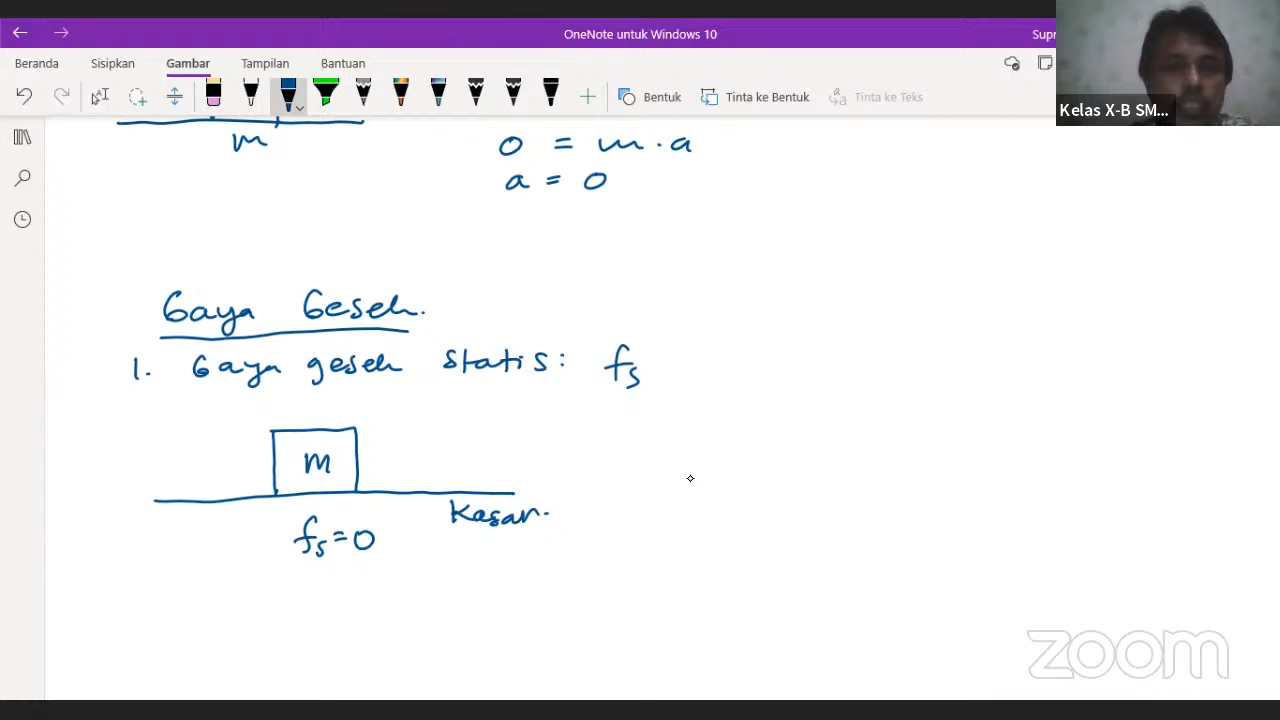 OneNote untuk Windows 10
Supr
Beranda Sisipkan Gambar Tampilan Bantuan
Bentuk Tinta ke Bentuk Tinta ke Teks
Kelas X-B SM...
m
0 = m . a
a = 0
Gaya Gesek.
1. Gaya gesek statis: fs
m
Kasar.
fs = 0
zoom